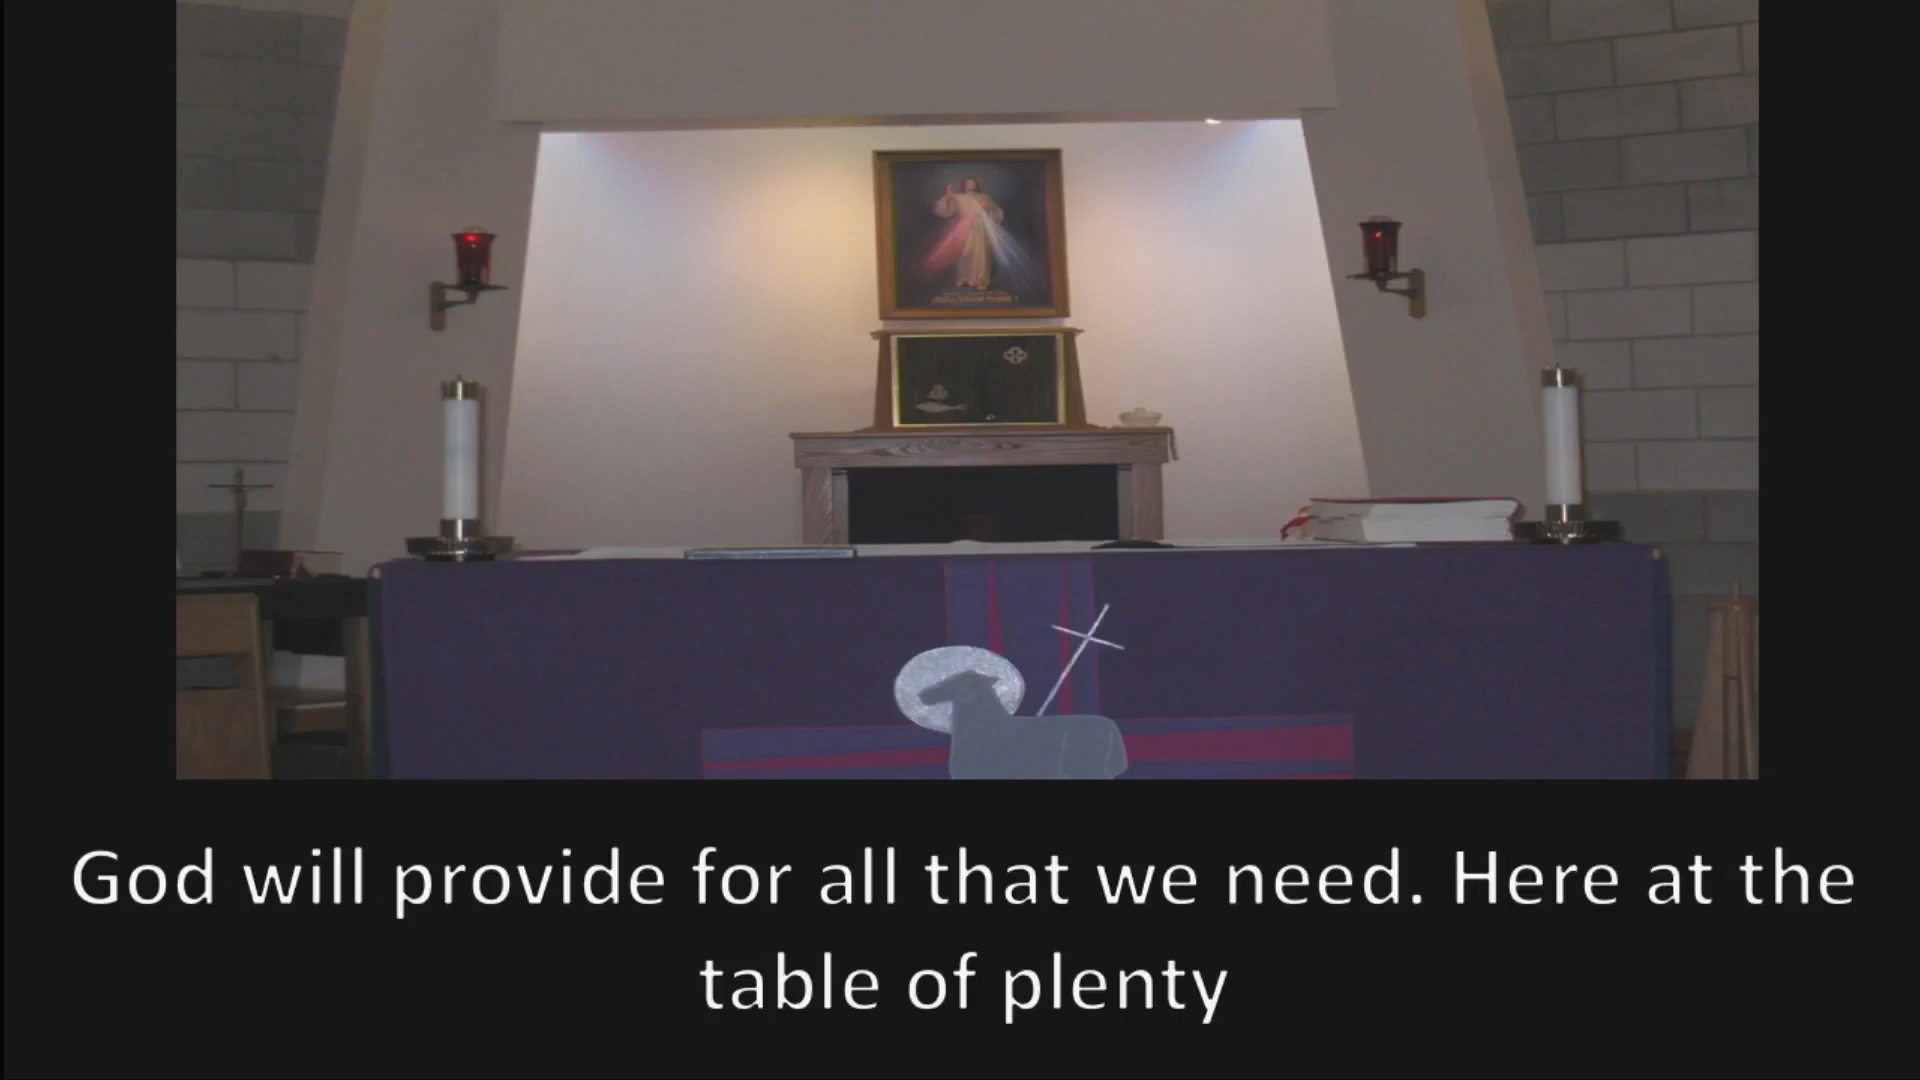 God will provide for all that we need. Here at the
table of plenty